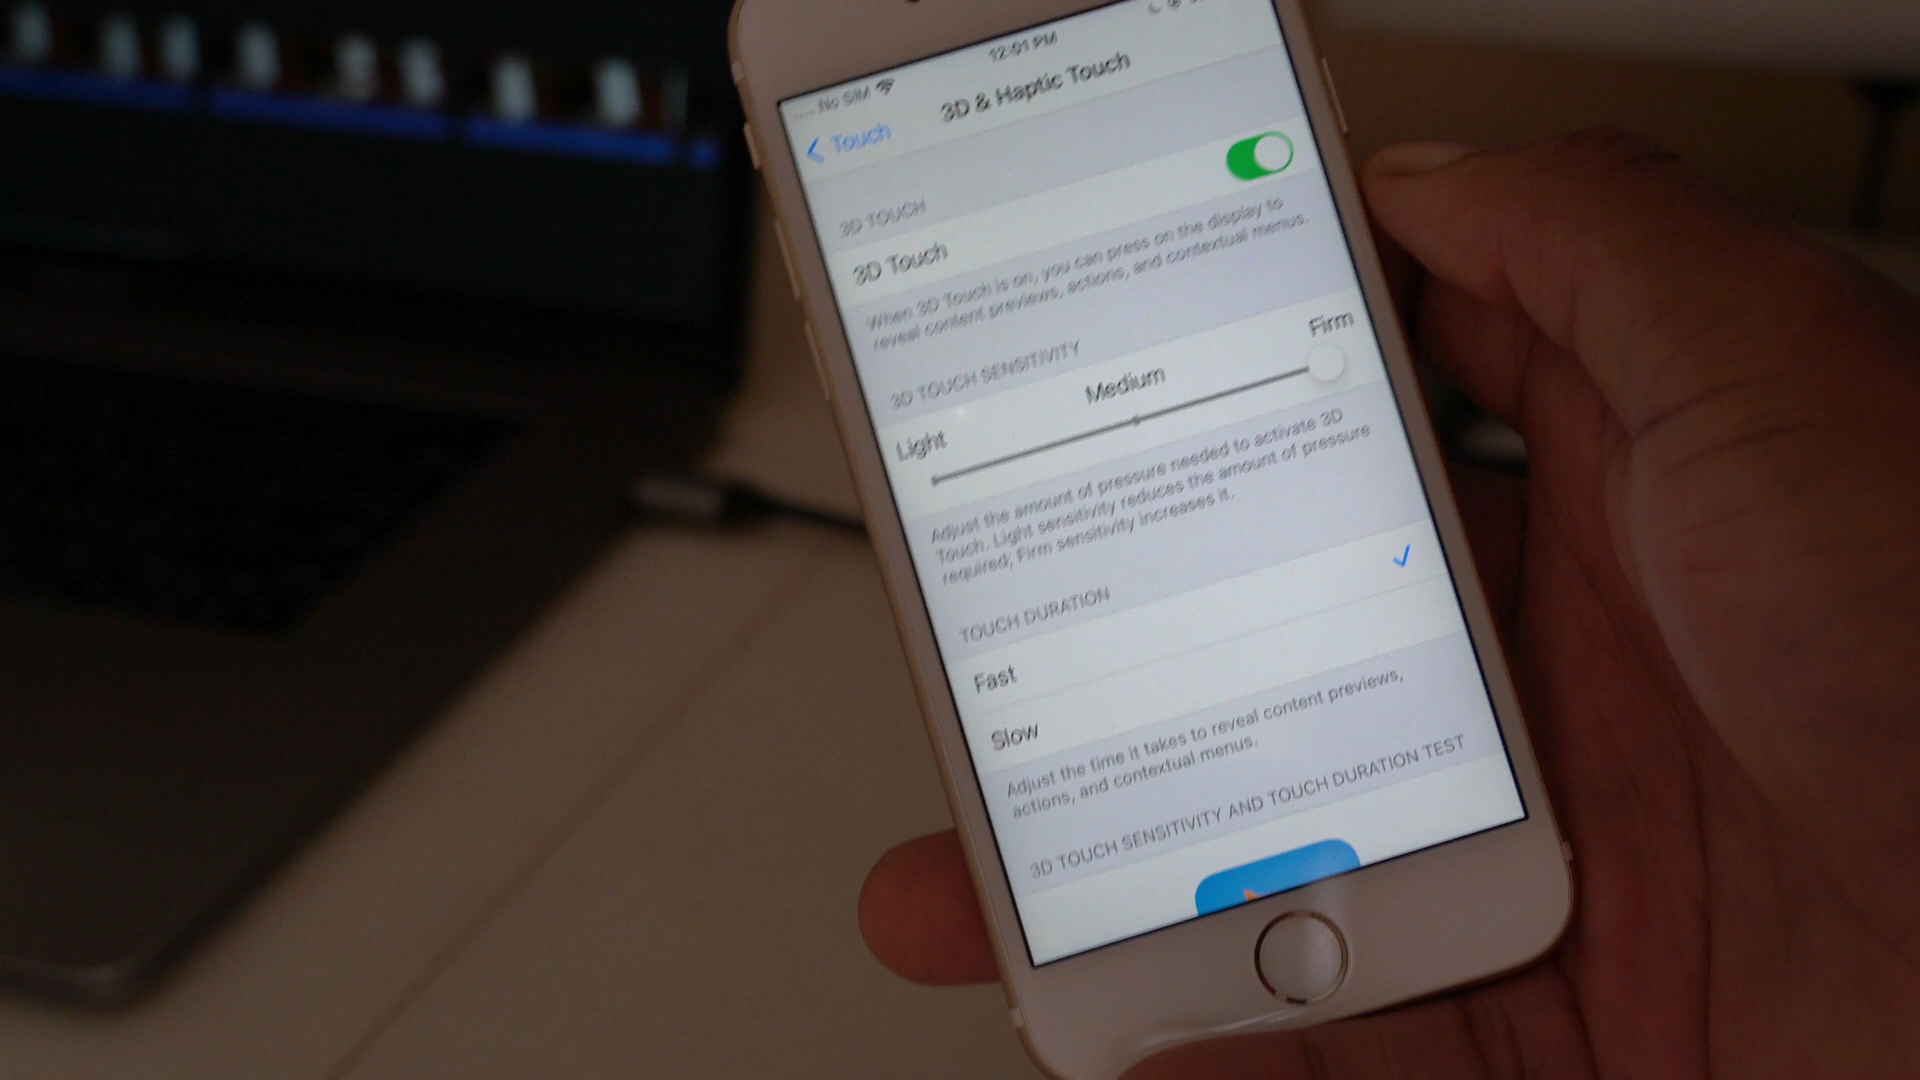 No SIM
12:01 PM
Touch
3D & Haptic Touch
3D TOUCH
3D Touch
When 3D Touch is on, you can press on the display to
reveal content previews, actions, and contextual menus.
3D TOUCH SENSITIVITY
Light
Medium
Firm
Adjust the amount of pressure needed to activate 3D
Touch. Light sensitivity reduces the amount of pressure
required; Firm sensitivity increases it.
TOUCH DURATION
Fast
Slow
Adjust the time it takes to reveal content previews,
actions, and contextual menus.
3D TOUCH SENSITIVITY AND TOUCH DURATION TEST